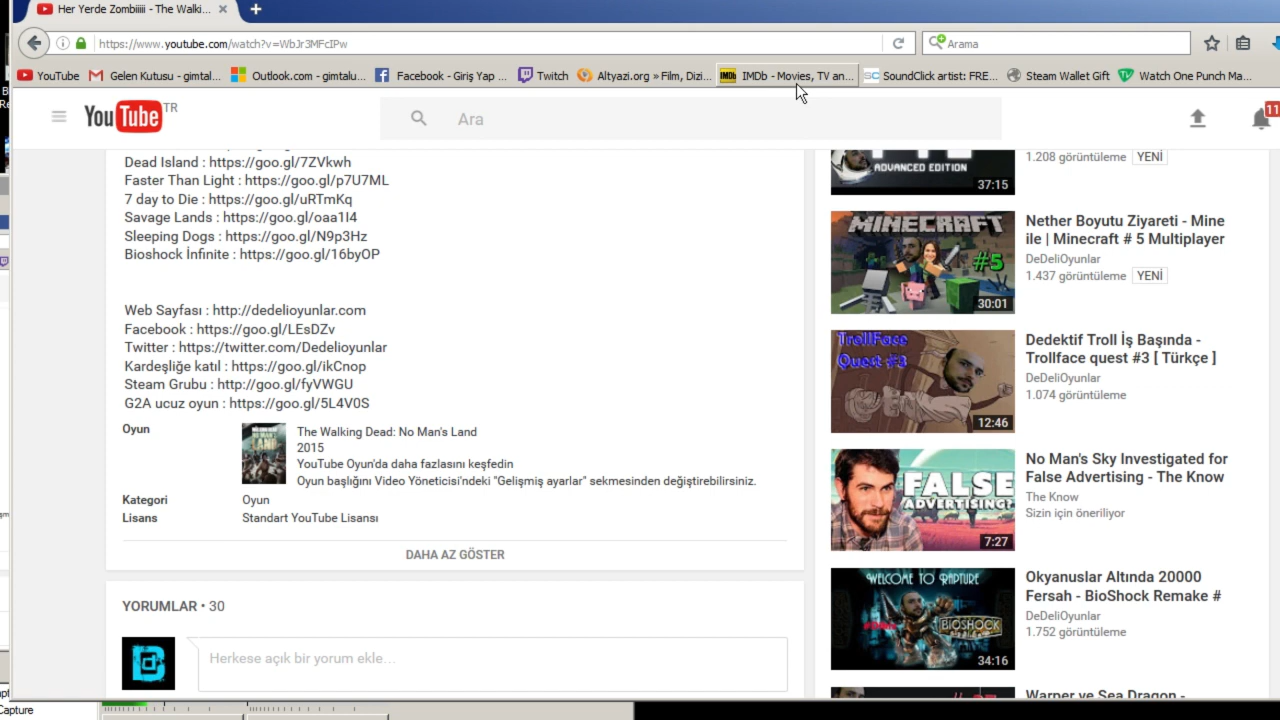 Her Yerde Zombiiiii - The Walki...
https://www.youtube.com/watch?v=WbJr3MFcIPw
Arama
YouTube
Gelen Kutusu - gimtal...
Outlook.com - gimtalu...
Facebook - Giriş Yap ...
Twitch
Altyazi.org » Film, Dizi...
IMDb
IMDb - Movies, TV an...
SC
SoundClick artist: FRE...
Steam Wallet Gift
Watch One Punch Ma...
YouTube TR
Ara
11
Dead Island : https://goo.gl/7ZVkwh
Faster Than Light : https://goo.gl/p7U7ML
7 day to Die : https://goo.gl/uRTmKq
Savage Lands : https://goo.gl/oaa1I4
Sleeping Dogs : https://goo.gl/N9p3Hz
Bioshock İnfinite : https://goo.gl/16byOP
Web Sayfası : http://dedelioyunlar.com
Facebook : https://goo.gl/LEsDZv
Twitter : https://twitter.com/Dedelioyunlar
Kardeşliğe katıl : https://goo.gl/ikCnop
Steam Grubu : http://goo.gl/fyVWGU
G2A ucuz oyun : https://goo.gl/5L4V0S
Oyun
The Walking Dead: No Man's Land
2015
YouTube Oyun'da daha fazlasını keşfedin
Oyun başlığını Video Yöneticisi'ndeki "Gelişmiş ayarlar" sekmesinden değiştirebilirsiniz.
Kategori
Oyun
Lisans
Standart YouTube Lisansı
DAHA AZ GÖSTER
YORUMLAR • 30
Herkese açık bir yorum ekle...
ADVANCED EDITION
37:15
1.208 görüntüleme YENİ
MINECRAFT
#5
30:01
Nether Boyutu Ziyareti - Mine
ile | Minecraft # 5 Multiplayer
DeDeliOyunlar
1.437 görüntüleme YENİ
TrollFace
Quest #3
12:46
Dedektif Troll İş Başında -
Trollface quest #3 [ Türkçe ]
DeDeliOyunlar
1.074 görüntüleme
FALSE
ADVERTISING?
7:27
No Man's Sky Investigated for
False Advertising - The Know
The Know
Sizin için öneriliyor
WELCOME TO RAPTURE
BIOSHOCK
34:16
Okyanuslar Altında 20000
Fersah - BioShock Remake #
DeDeliOyunlar
1.752 görüntüleme
Warper ve Sea Dragon -
Capture